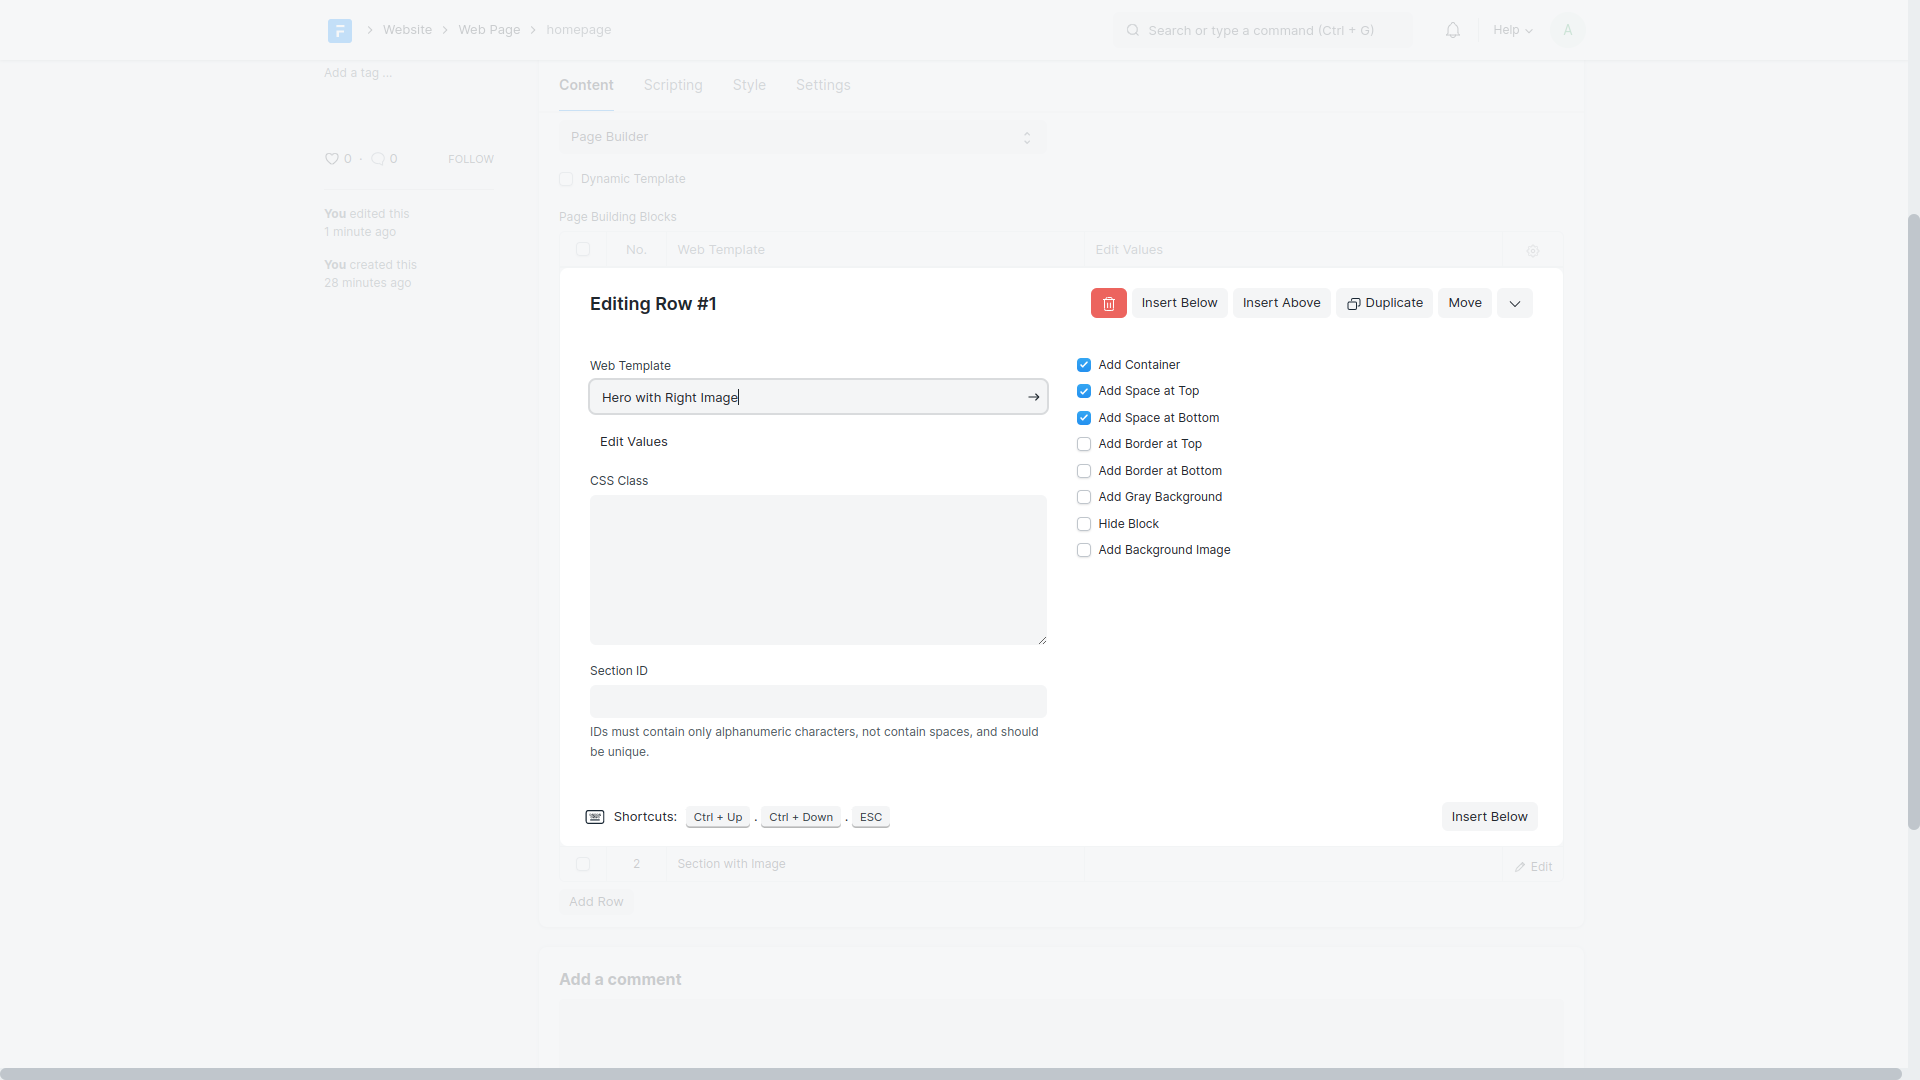 Website
Web Page
homepage
Search or type a command (Ctrl + G)
Help
A
Add a tag ...
0 · 0
FOLLOW
You edited this
1 minute ago
You created this
28 minutes ago
Content
Scripting
Style
Settings
Page Builder
Dynamic Template
Page Building Blocks
No.
Web Template
Edit Values
Editing Row #1
Insert Below
Insert Above
Duplicate
Move
Web Template
Hero with Right Image
Edit Values
CSS Class
Section ID
IDs must contain only alphanumeric characters, not contain spaces, and should
be unique.
Add Container
Add Space at Top
Add Space at Bottom
Add Border at Top
Add Border at Bottom
Add Gray Background
Hide Block
Add Background Image
Shortcuts: Ctrl + Up . Ctrl + Down . ESC
Insert Below
2
Section with Image
Edit
Add Row
Add a comment